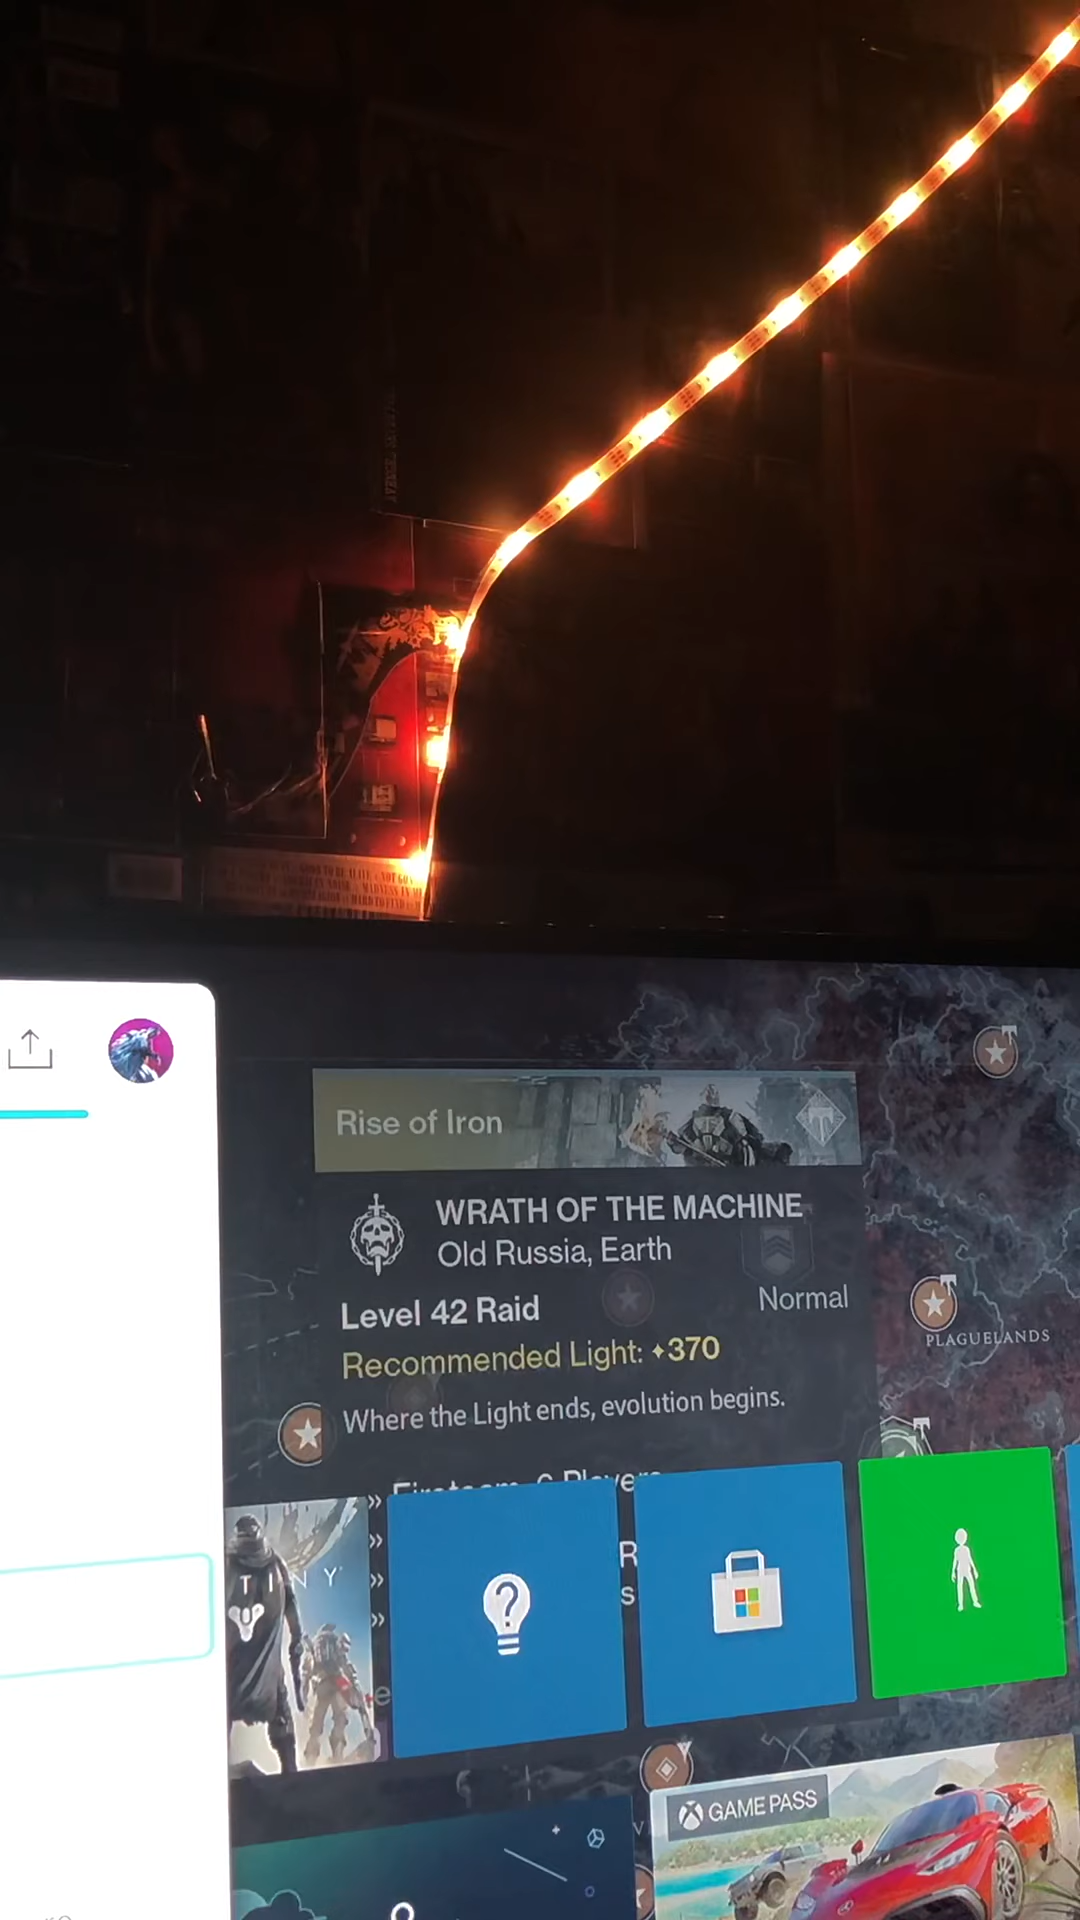 Rise of Iron
WRATH OF THE MACHINE
Old Russia, Earth
Normal
Level 42 Raid
Recommended Light: ✦370
PLAGUELANDS
Where the Light ends, evolution begins.
TINY
GAME PASS